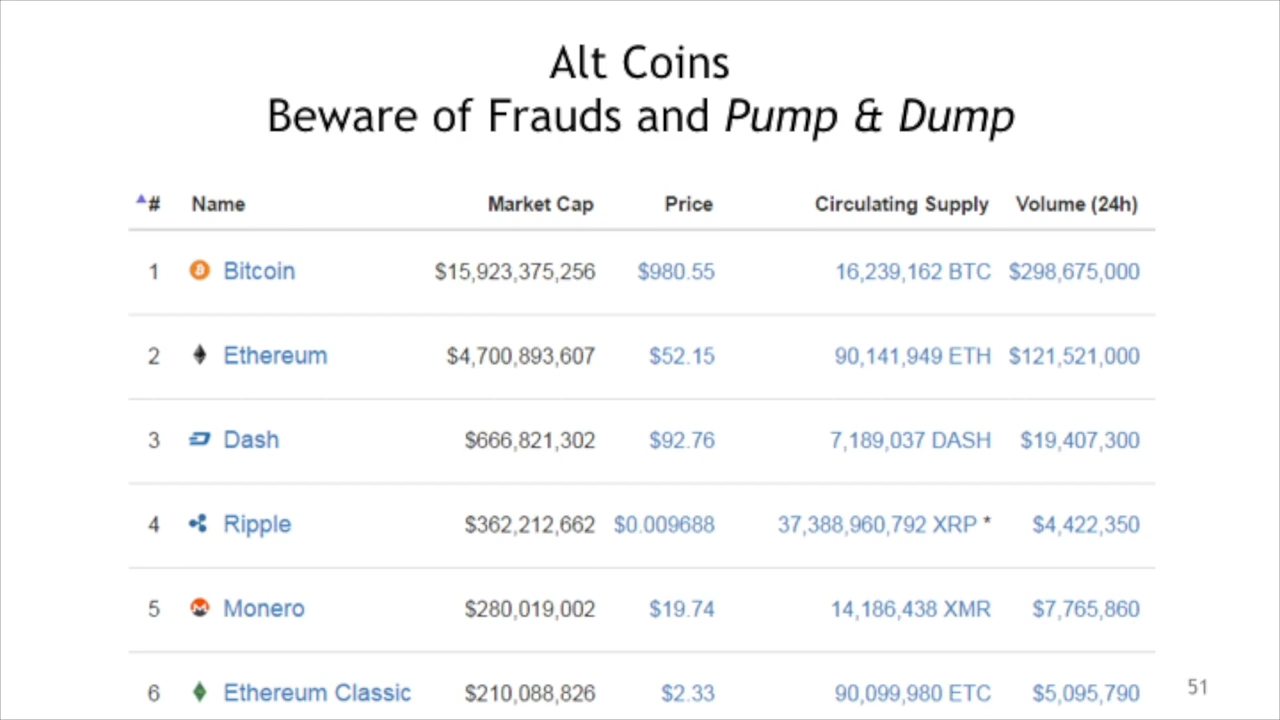 Alt Coins
Beware of Frauds and Pump & Dump
# Name Market Cap Price Circulating Supply Volume (24h)
1 Bitcoin $15,923,375,256 $980.55 16,239,162 BTC $298,675,000
2 Ethereum $4,700,893,607 $52.15 90,141,949 ETH $121,521,000
3 Dash $666,821,302 $92.76 7,189,037 DASH $19,407,300
4 Ripple $362,212,662 $0.009688 37,388,960,792 XRP * $4,422,350
5 Monero $280,019,002 $19.74 14,186,438 XMR $7,765,860
6 Ethereum Classic $210,088,826 $2.33 90,099,980 ETC $5,095,790
51